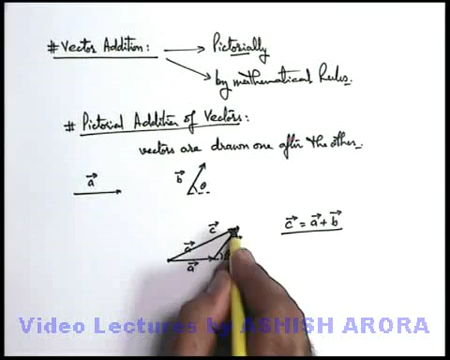 # Vector Addition: → Pictorially
→ by methematical Rules.
# Pictorial Addition of Vectors:
vectors are drawn one after the other.
a⃗
b⃗ θ
c⃗
a⃗
a⃗
c⃗ = a⃗ + b⃗
Video Lectures by ASHISH ARORA